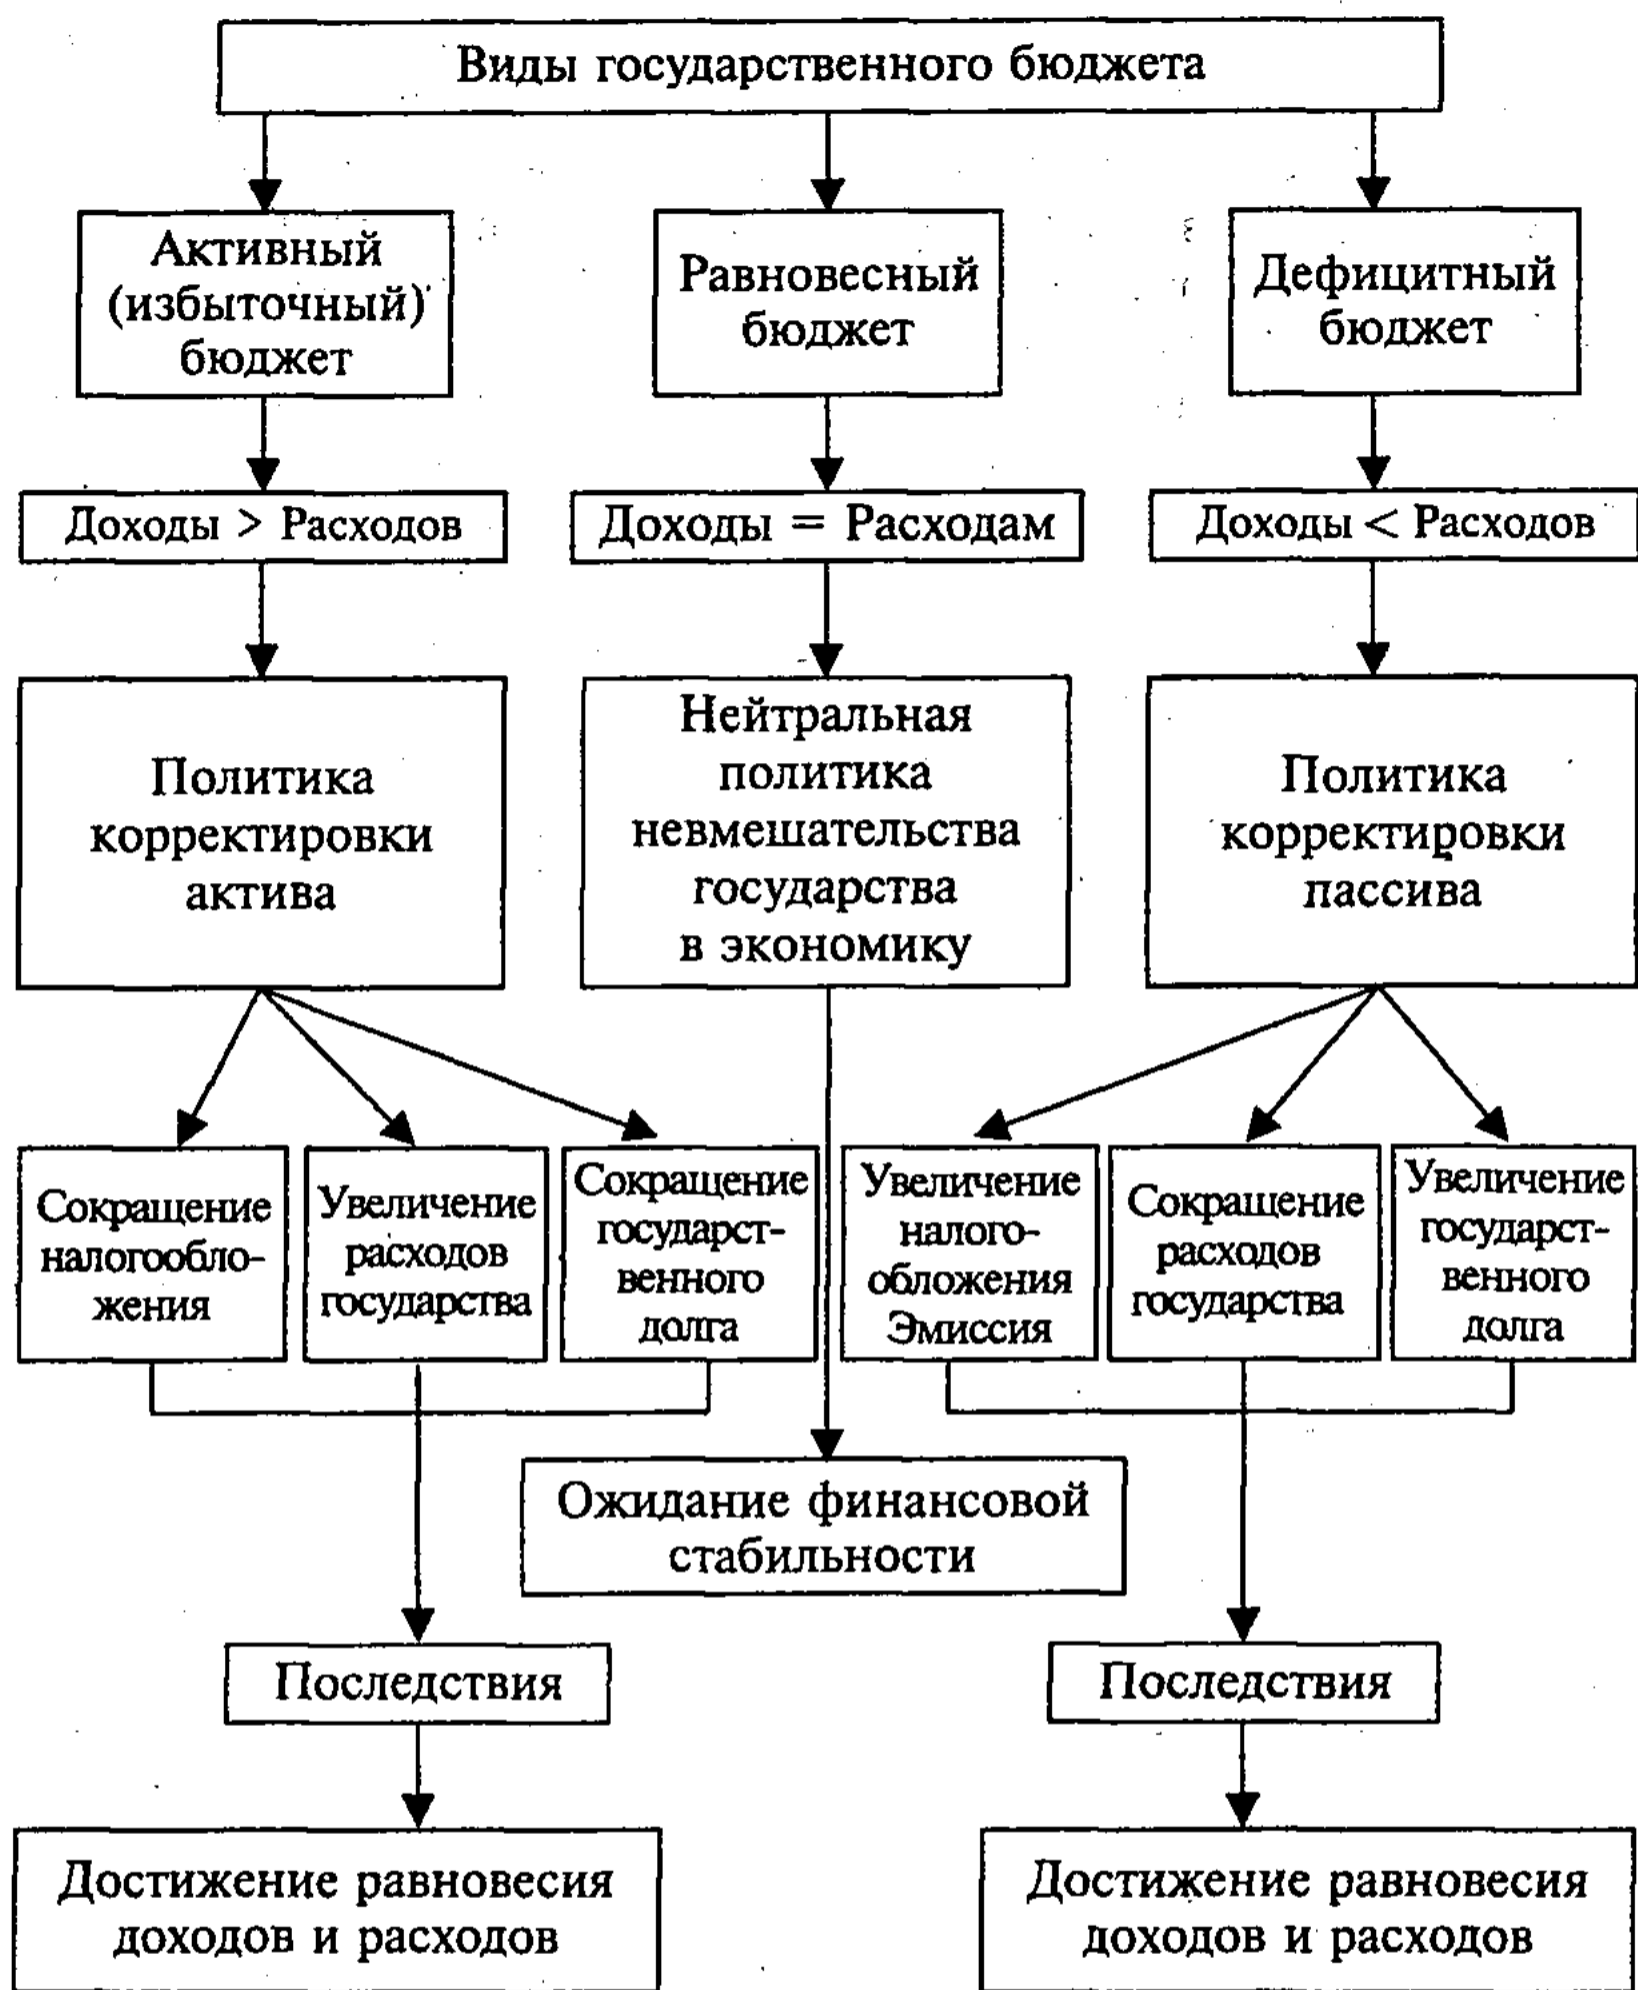 Виды государственного бюджета
Активный
(избыточный)
бюджет
Равновесный
бюджет
Дефицитный
бюджет
Доходы > Расходов
Доходы = Расходам
Доходы < Расходов
Политика
корректировки
актива
Нейтральная
политика
невмешательства
государства
в экономику
Политика
корректировки
пассива
Сокращение
налогообло-
жения
Увеличение
расходов
государства
Сокращение
государст-
венного
долга
Увеличение
налого-
обложения
Эмиссия
Сокращение
расходов
государства
Увеличение
государст-
венного
долга
Ожидание финансовой
стабильности
Последствия
Последствия
Достижение равновесия
доходов и расходов
Достижение равновесия
доходов и расходов